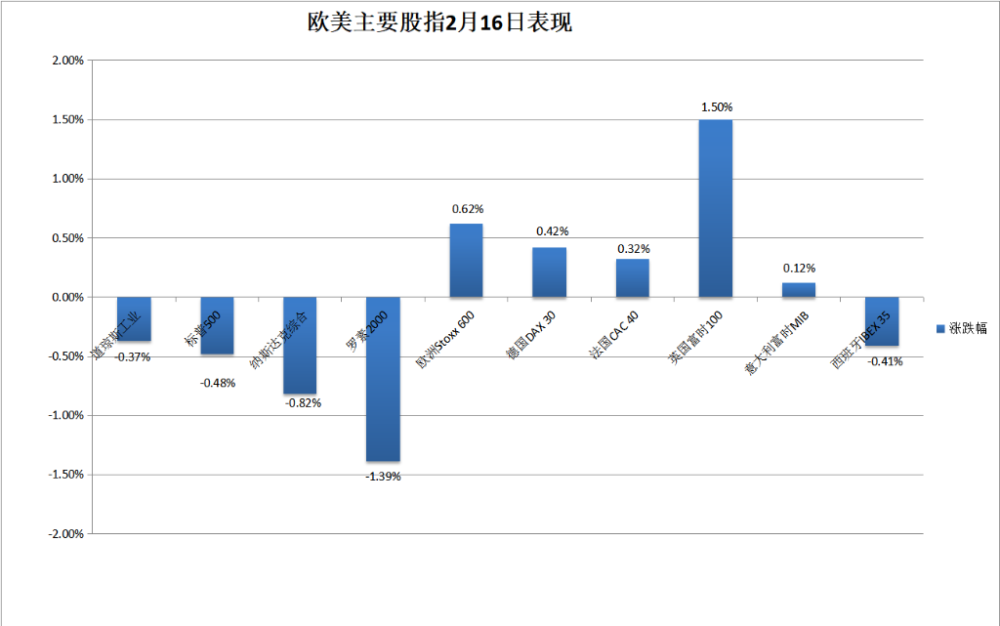 欧美主要股指2月16日表现
2.00%
1.50%
1.00%
0.50%
0.00%
-0.50%
-1.00%
-1.50%
-2.00%
-0.37%
-0.48%
-0.82%
-1.39%
0.62%
0.42%
0.32%
1.50%
0.12%
-0.41%
道琼斯工业
标普500
纳斯达克综合
罗素2000
欧洲Stoxx 600
德国DAX 30
法国CAC 40
英国富时100
意大利富时MIB
西班牙IBEX 35
涨跌幅